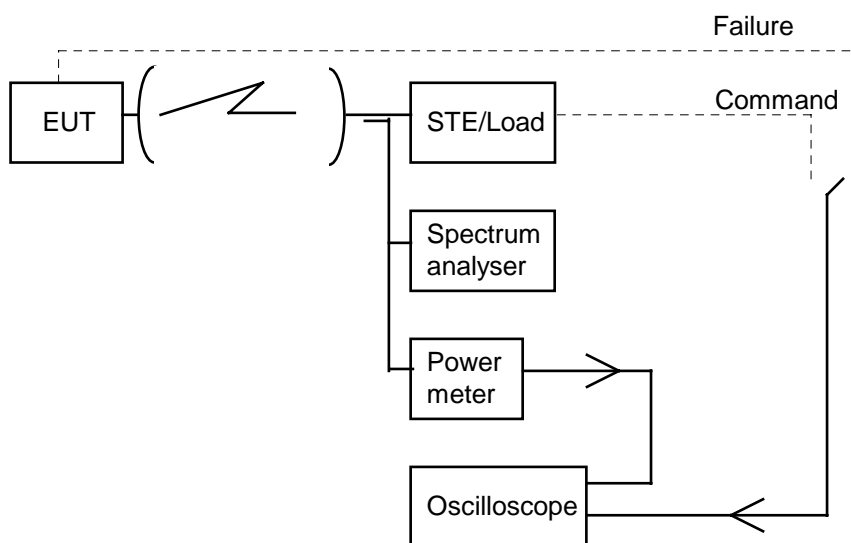 Failure
EUT
STE/Load
Command
Spectrum
analyser
Power
meter
Oscilloscope